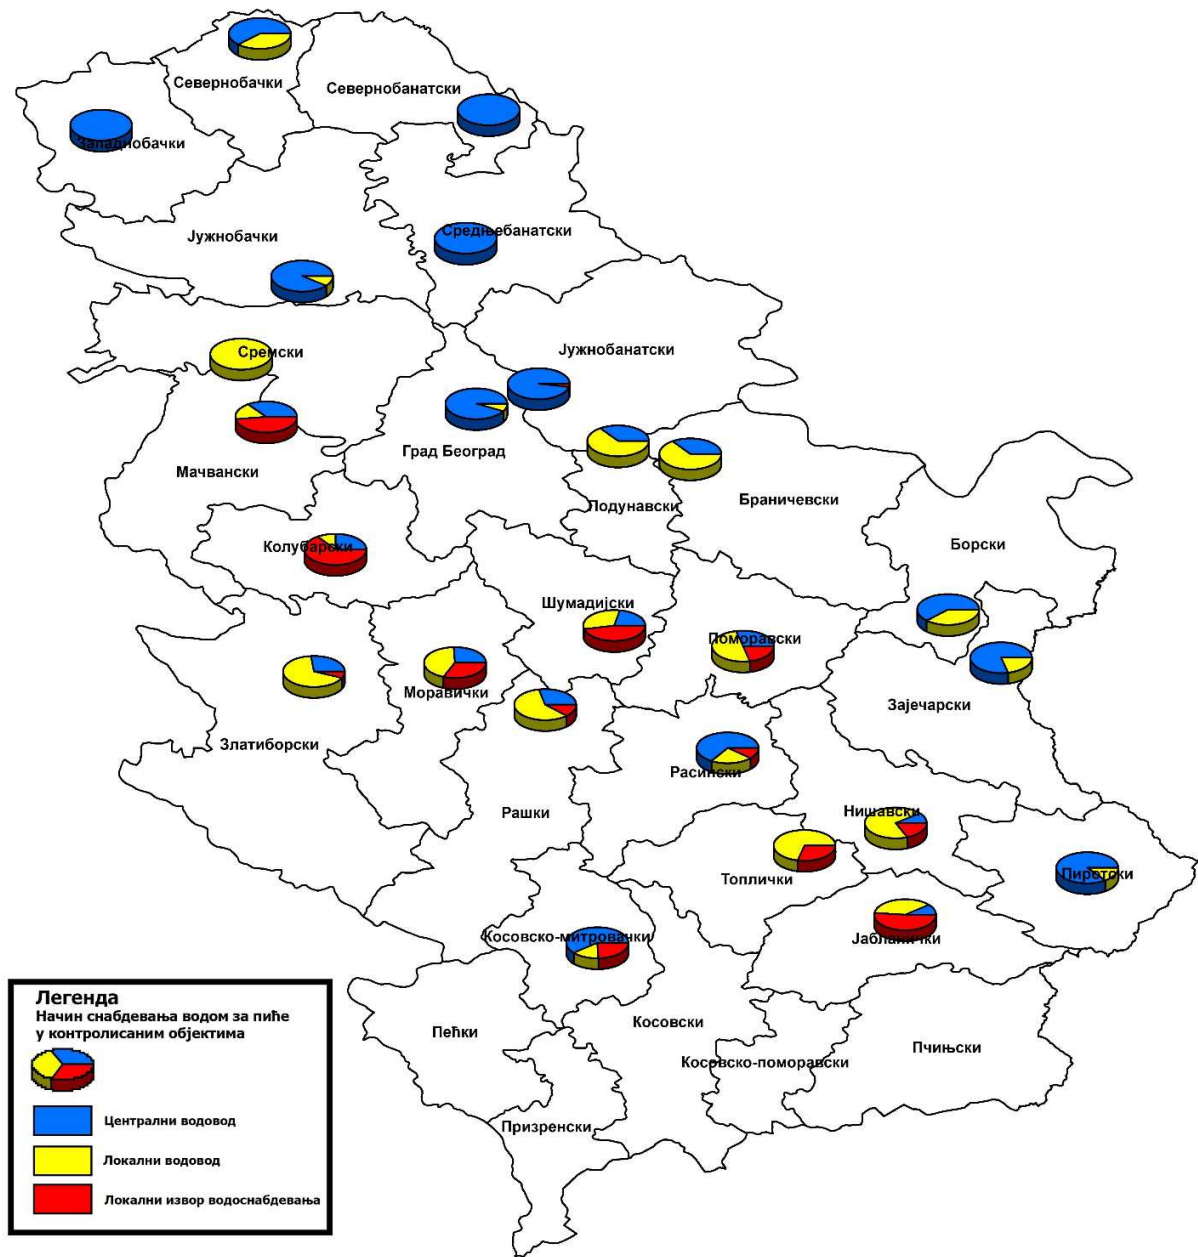 Севернобачки
Севернобанатски
Западнобачки
Јужнобачки
Средњебанатски
Сремски
Јужнобанатски
Град Београд
Мачвански
Подунавски
Браничевски
Борски
Колубарски
Шумадијски
Поморавски
Моравички
Зајечарски
Златиборски
Расински
Рашки
Нишавски
Топлички
Пиротски
Косовско-митровачки
Јабланички
Пећки
Косовски
Косовско-поморавски
Пчињски
Призренски
Легенда
Начин снабдевања водом за пиће
у контролисаним објектима
Централни водовод
Локални водовод
Локални извор водоснабдевања